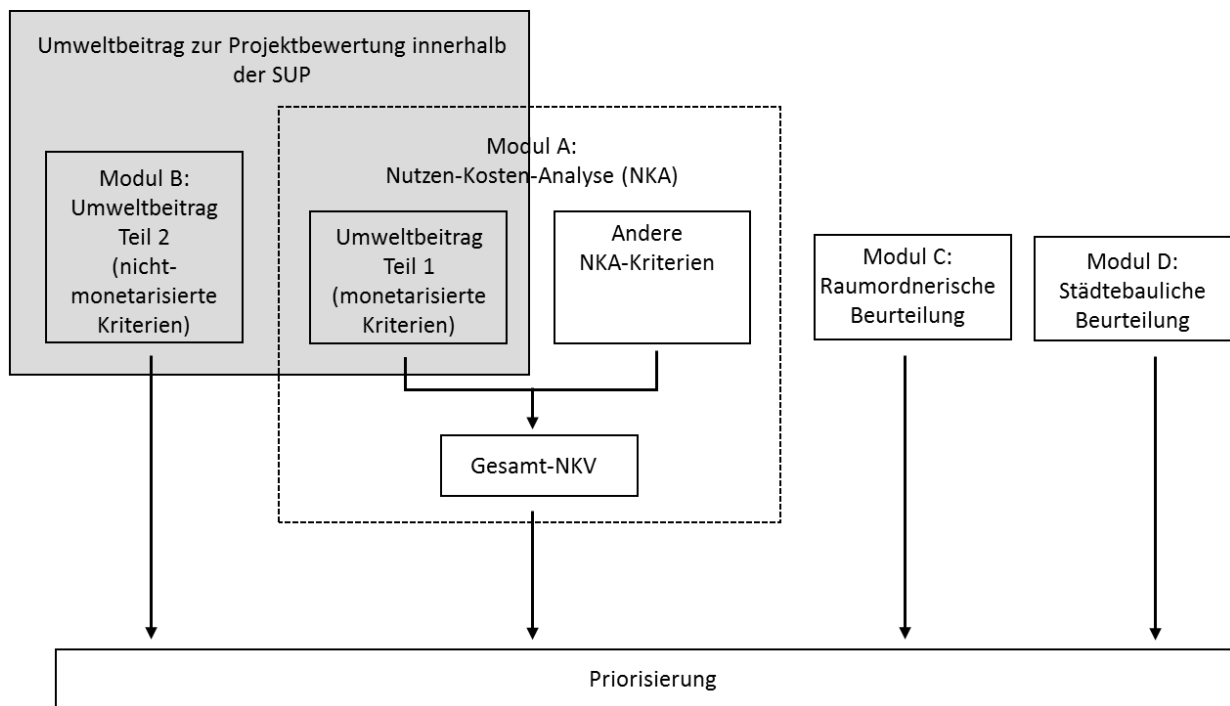 Umweltbeitrag zur Projektbewertung innerhalb
der SUP
Modul A:
Nutzen-Kosten-Analyse (NKA)
Modul B:
Umweltbeitrag
Teil 2
(nicht-
monetarisierte
Kriterien)
Umweltbeitrag
Teil 1
(monetarisierte
Kriterien)
Andere
NKA-Kriterien
Modul C:
Raumordnerische
Beurteilung
Modul D:
Städtebauliche
Beurteilung
Gesamt-NKV
Priorisierung